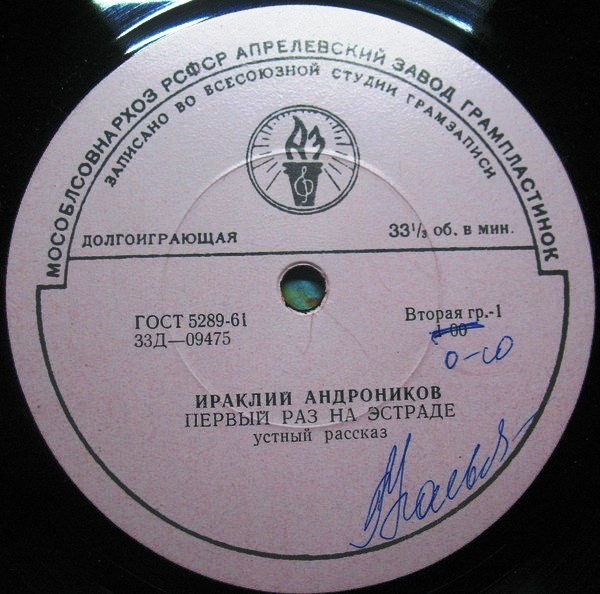 МОСОБЛСОВНАРХОЗ РСФСР АПРЕЛЕВСКИЙ ЗАВОД ГРАМПЛАСТИНОК
ЗАПИСАНО ВО ВСЕСОЮЗНОЙ СТУДИИ ГРАМЗАПИСИ
АЗ
ДОЛГОИГРАЮЩАЯ
33⅓ об. в мин.
ГОСТ 5289-61
Вторая гр.-1
33Д—09475
1-00
0-60
ИРАКЛИЙ АНДРОНИКОВ
ПЕРВЫЙ РАЗ НА ЭСТРАДЕ
устный рассказ